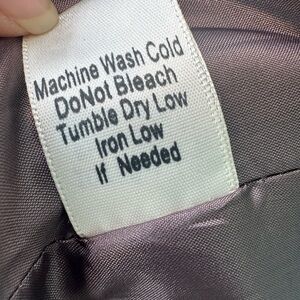 Machine Wash Cold
DoNot Bleach
Tumble Dry Low
Iron Low
If Needed